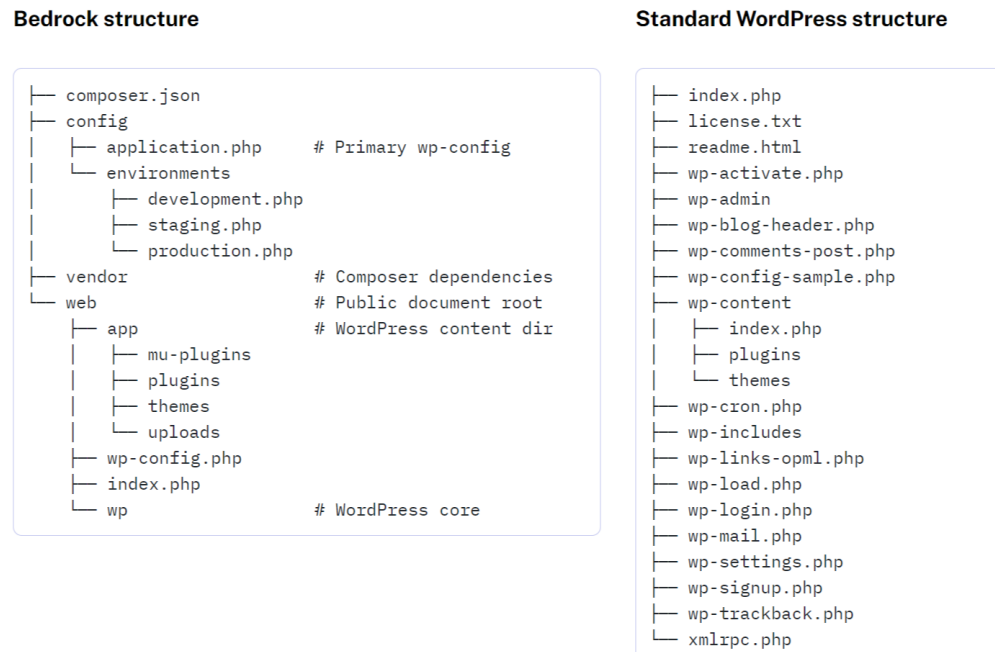 Bedrock structure
├── composer.json
├── config
│   ├── application.php     # Primary wp-config
│   └── environments
│       ├── development.php
│       ├── staging.php
│       └── production.php
├── vendor                  # Composer dependencies
└── web                     # Public document root
    ├── app                 # WordPress content dir
    │   ├── mu-plugins
    │   ├── plugins
    │   ├── themes
    │   └── uploads
    ├── wp-config.php
    ├── index.php
    └── wp                  # WordPress core
Standard WordPress structure
├── index.php
├── license.txt
├── readme.html
├── wp-activate.php
├── wp-admin
├── wp-blog-header.php
├── wp-comments-post.php
├── wp-config-sample.php
├── wp-content
│   ├── index.php
│   ├── plugins
│   └── themes
├── wp-cron.php
├── wp-includes
├── wp-links-opml.php
├── wp-load.php
├── wp-login.php
├── wp-mail.php
├── wp-settings.php
├── wp-signup.php
├── wp-trackback.php
└── xmlrpc.php